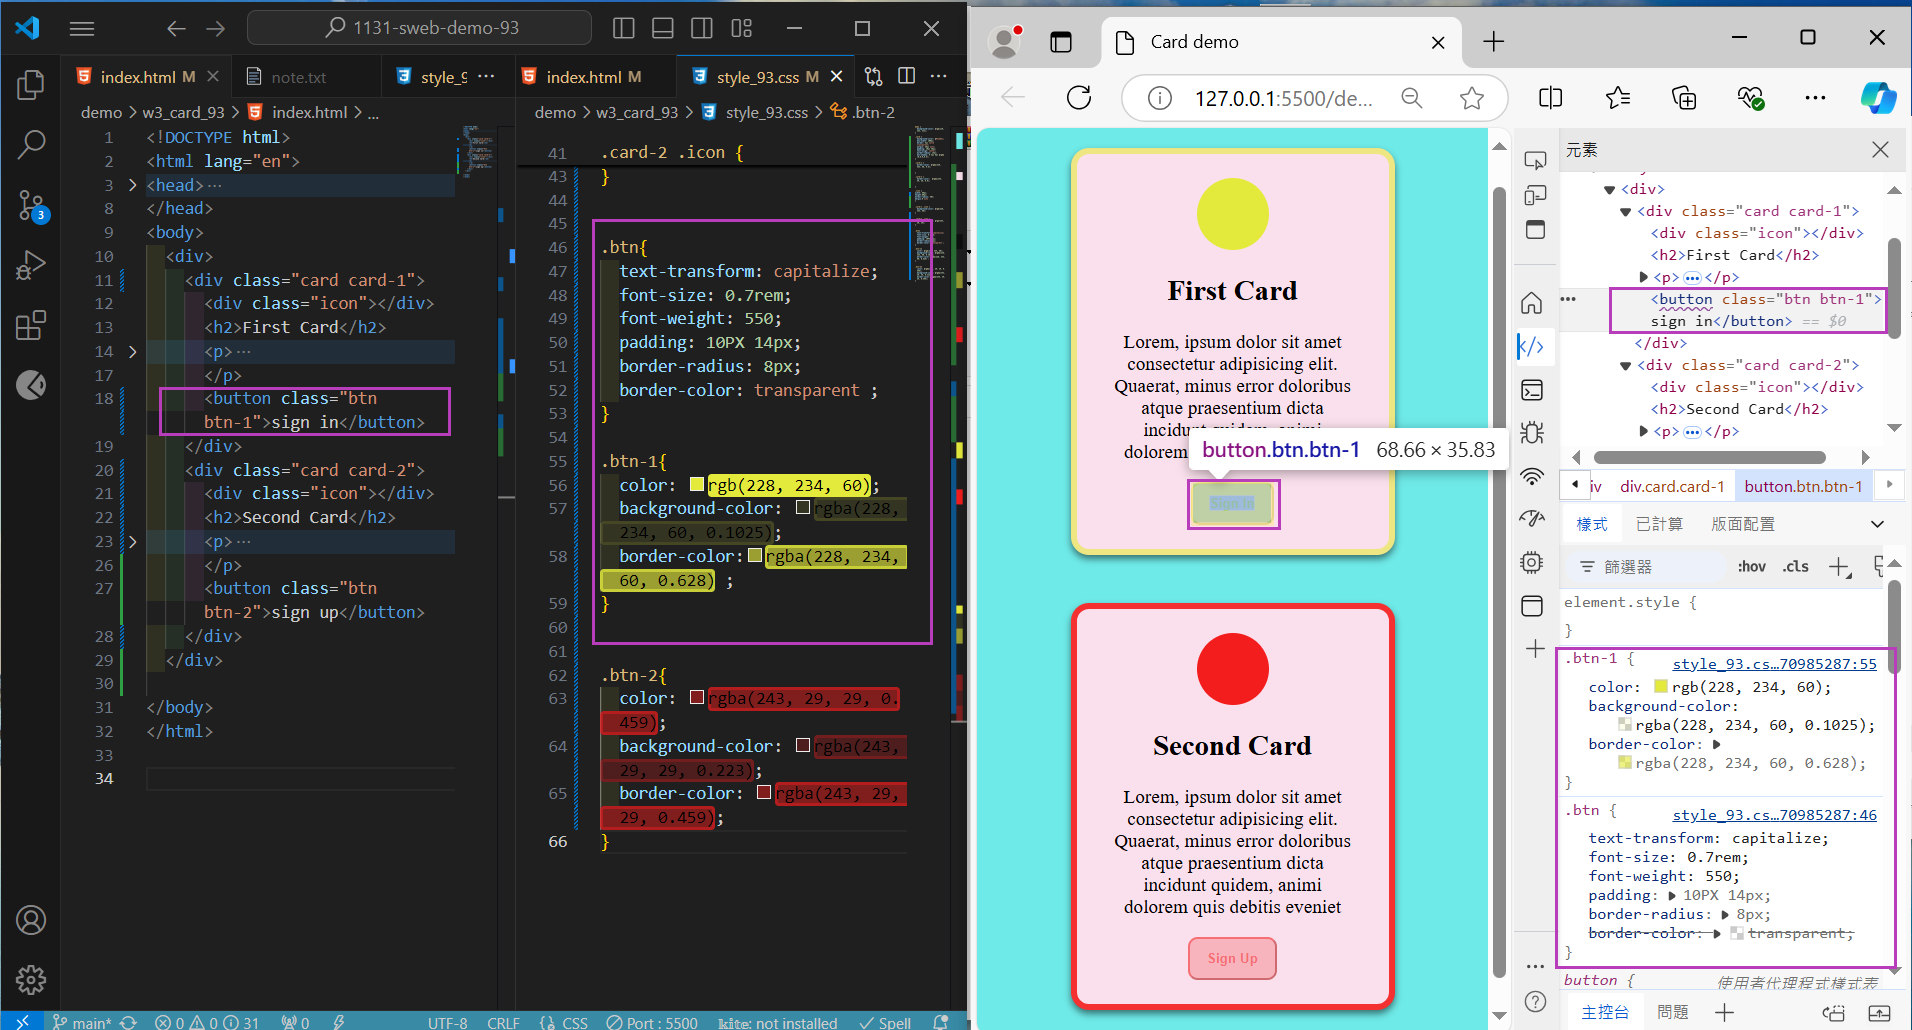 1131-sweb-demo-93
index.html M
note.txt
style_9
index.html M
style_93.css M
demo > w3_card_93 > index.html > ...
1 <!DOCTYPE html>
2 <html lang="en">
3 <head>···
8 </head>
9 <body>
10 <div>
11 <div class="card card-1">
12 <div class="icon"></div>
13 <h2>First Card</h2>
14 <p>···
17 </p>
18 <button class="btn
btn-1">sign in</button>
19 </div>
20 <div class="card card-2">
21 <div class="icon"></div>
22 <h2>Second Card</h2>
23 <p>···
26 </p>
27 <button class="btn
btn-2">sign up</button>
28 </div>
29 </div>
30
31 </body>
32 </html>
33
34
demo > w3_card_93 > style_93.css > .btn-2
41 .card-2 .icon {
43 }
44
45
46 .btn{
47 text-transform: capitalize;
48 font-size: 0.7rem;
49 font-weight: 550;
50 padding: 10PX 14px;
51 border-radius: 8px;
52 border-color: transparent ;
53 }
54
55 .btn-1{
56 color: rgb(228, 234, 60);
57 background-color: rgba(228,
234, 60, 0.1025);
58 border-color: rgba(228, 234,
60, 0.628) ;
59 }
60
61
62 .btn-2{
63 color: rgba(243, 29, 29, 0.
459);
64 background-color: rgba(243,
29, 29, 0.223);
65 border-color: rgba(243, 29,
29, 0.459);
66 }
3
main*
0 0 31
0
UTF-8
CRLF
{} CSS
Port : 5500
kite: not installed
Spell
Card demo
127.0.0.1:5500/de...
First Card
Lorem, ipsum dolor sit amet
consectetur adipisicing elit.
Quaerat, minus error doloribus
atque praesentium dicta
incidunt quidem, animi
dolorem
button.btn.btn-1 68.66 × 35.83
Sign In
Second Card
Lorem, ipsum dolor sit amet
consectetur adipisicing elit.
Quaerat, minus error doloribus
atque praesentium dicta
incidunt quidem, animi
dolorem quis debitis eveniet
Sign Up
元素
<div>
<div class="card card-1">
<div class="icon"></div>
<h2>First Card</h2>
<p>···</p>
<button class="btn btn-1">
sign in</button> == $0
</div>
<div class="card card-2">
<div class="icon"></div>
<h2>Second Card</h2>
<p>···</p>
iv div.card.card-1 button.btn.btn-1
樣式 已計算 版面配置
篩選器 :hov .cls
element.style {
}
.btn-1 { style_93.cs...70985287:55
color: rgb(228, 234, 60);
background-color:
rgba(228, 234, 60, 0.1025);
border-color:
rgba(228, 234, 60, 0.628);
}
.btn { style_93.cs...70985287:46
text-transform: capitalize;
font-size: 0.7rem;
font-weight: 550;
padding: 10PX 14px;
border-radius: 8px;
border-color: transparent;
}
button { 使用者代理程式樣式表
主控台 問題